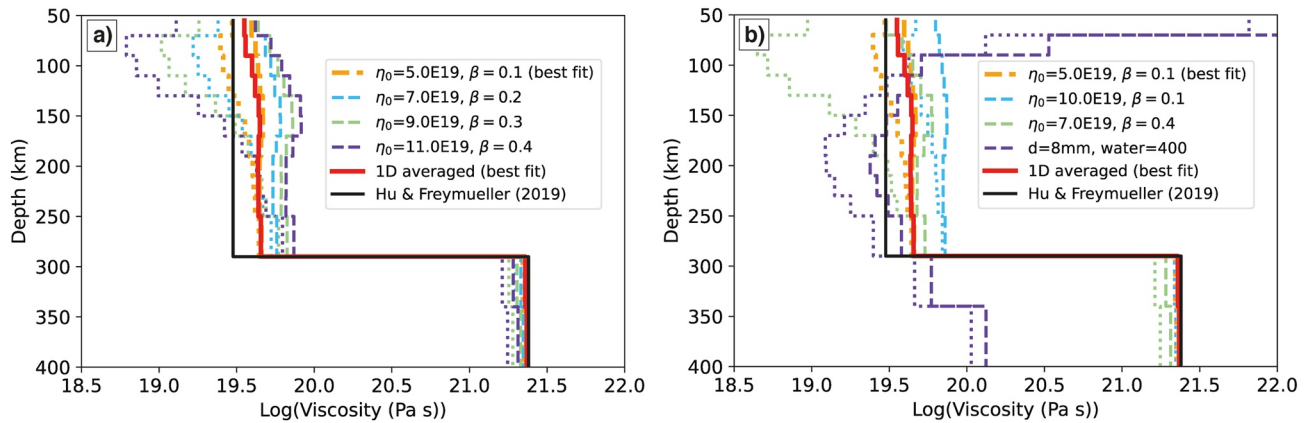 a)
50
100
150
200
250
300
350
400
Depth (km)
η₀=5.0E19, β = 0.1 (best fit)
η₀=7.0E19, β = 0.2
η₀=9.0E19, β = 0.3
η₀=11.0E19, β = 0.4
1D averaged (best fit)
Hu & Freymueller (2019)
18.5 19.0 19.5 20.0 20.5 21.0 21.5 22.0
Log(Viscosity (Pa s))
b)
50
100
150
200
250
300
350
400
Depth (km)
η₀=5.0E19, β = 0.1 (best fit)
η₀=10.0E19, β = 0.1
η₀=7.0E19, β = 0.4
d=8mm, water=400
1D averaged (best fit)
Hu & Freymueller (2019)
18.5 19.0 19.5 20.0 20.5 21.0 21.5 22.0
Log(Viscosity (Pa s))